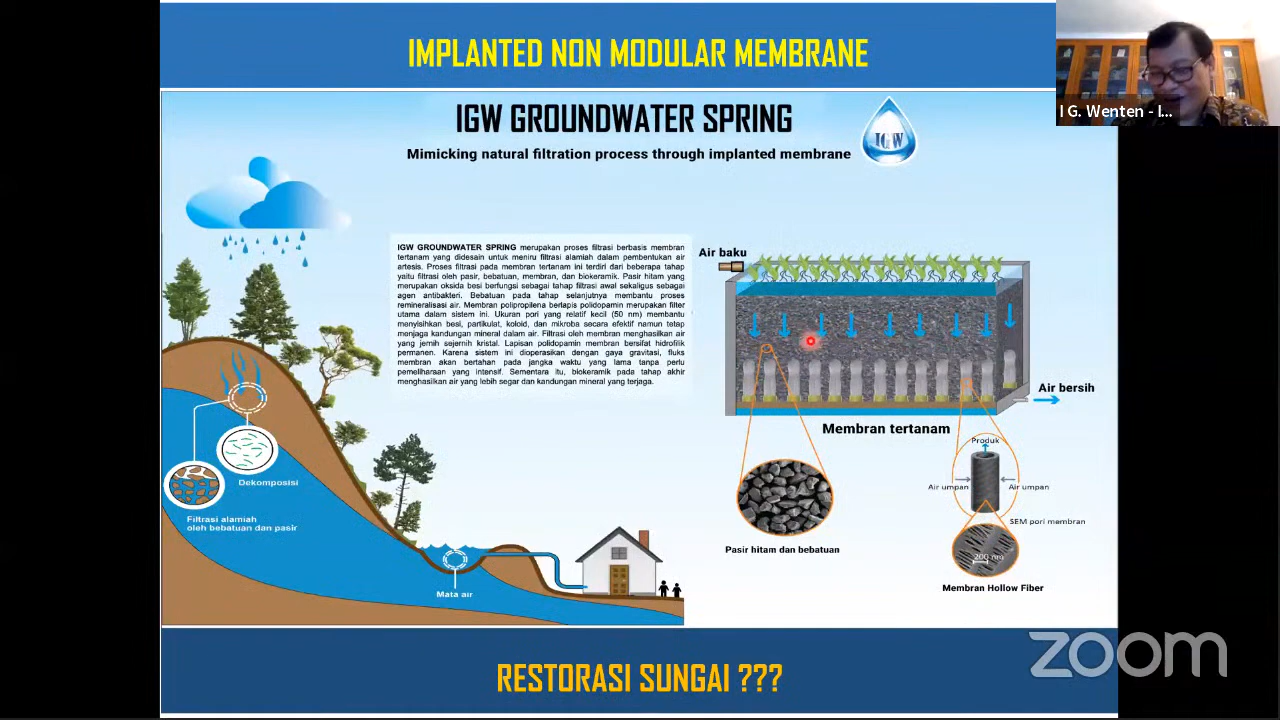 IMPLANTED NON MODULAR MEMBRANE
I G. Wenten - I...
IGW GROUNDWATER SPRING
IGW
Mimicking natural filtration process through implanted membrane
IGW GROUNDWATER SPRING merupakan proses filtrasi berbasis membran
tertanam yang didesain untuk meniru filtrasi alamiah dalam pembentukan air
artesis. Proses filtrasi pada membran tertanam ini terdiri dari beberapa tahap
yaitu filtrasi oleh pasir, bebatuan, membran, dan biokeramik. Pasir hitam yang
merupakan oksida besi berfungsi sebagai tahap filtrasi awal sekaligus sebagai
agen antibakteri. Bebatuan pada tahap selanjutnya membantu proses
remineralisasi air. Membran polipropilena berlapis polidopamin merupakan filter
utama dalam sistem ini. Ukuran pori yang relatif kecil (50 nm) membantu
menyisihkan besi, partikulat, koloid, dan mikroba secara efektif namun tetap
menjaga kandungan mineral dalam air. Filtrasi oleh membran menghasilkan air
yang jernih sejernih kristal. Lapisan polidopamin membran bersifat hidrofilik
permanen. Karena sistem ini dioperasikan dengan gaya gravitasi, fluks
membran akan bertahan pada jangka waktu yang lama tanpa perlu
pemeliharaan yang intensif. Sementara itu, biokeramik pada tahap akhir
menghasilkan air yang lebih segar dan kandungan mineral yang terjaga.
Air baku
Air bersih
Membran tertanam
Produk
Air umpan
Air umpan
SEM pori membran
200 nm
Pasir hitam dan bebatuan
Membran Hollow Fiber
Dekomposisi
Filtrasi alamiah
oleh bebatuan dan pasir
Mata air
zoom
RESTORASI SUNGAI ???